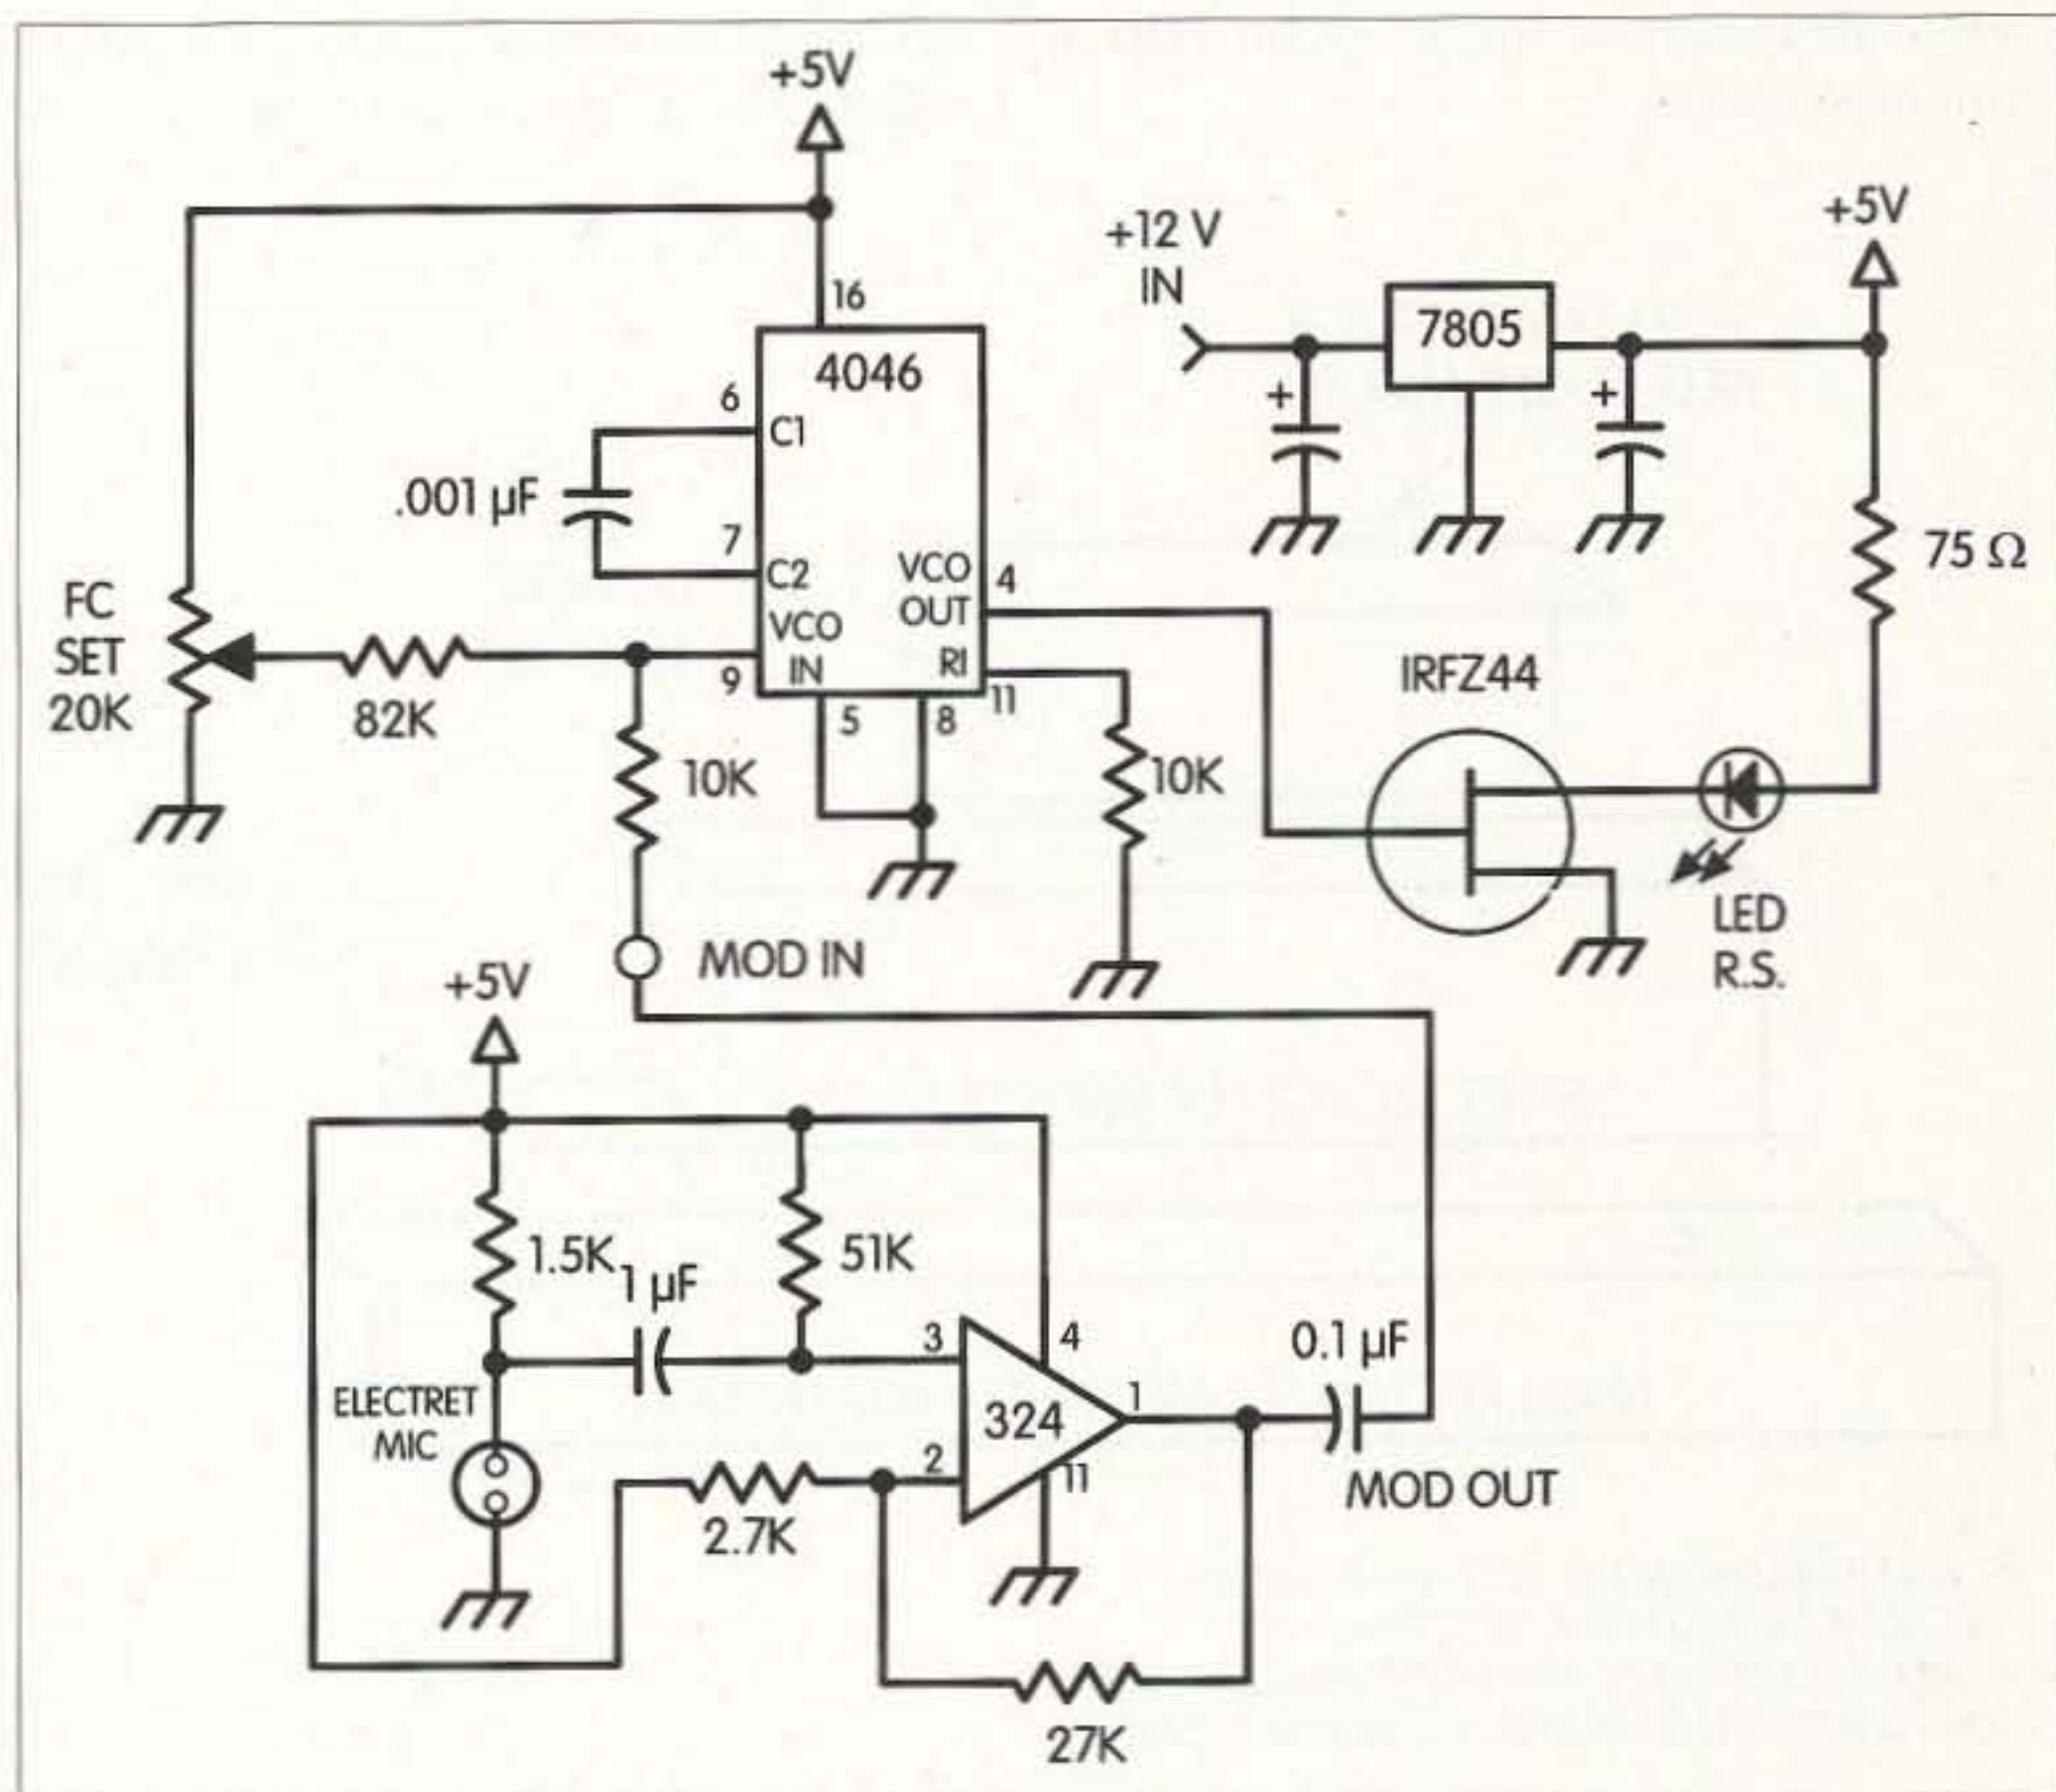 +5V
+12 V
IN
+5V
16
7805
4046
6
C1
.001 µF
7
C2
VCO
OUT
4
75 Ω
FC
SET
20K
82K
VCO
IN
9
RI
11
5
8
IRFZ44
10K
10K
LED
R.S.
MOD IN
+5V
1.5K
1 µF
51K
3
4
0.1 µF
ELECTRET
MIC
324
1
2
11
MOD OUT
2.7K
27K